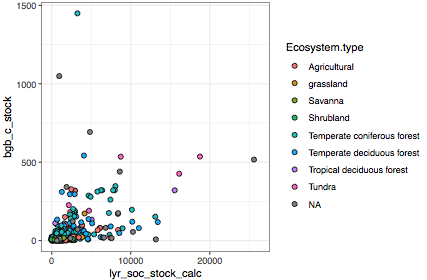 1500
1000
500
0
bgb_c_stock
0
10000
20000
lyr_soc_stock_calc
Ecosystem.type
Agricultural
grassland
Savanna
Shrubland
Temperate coniferous forest
Temperate deciduous forest
Tropical deciduous forest
Tundra
NA